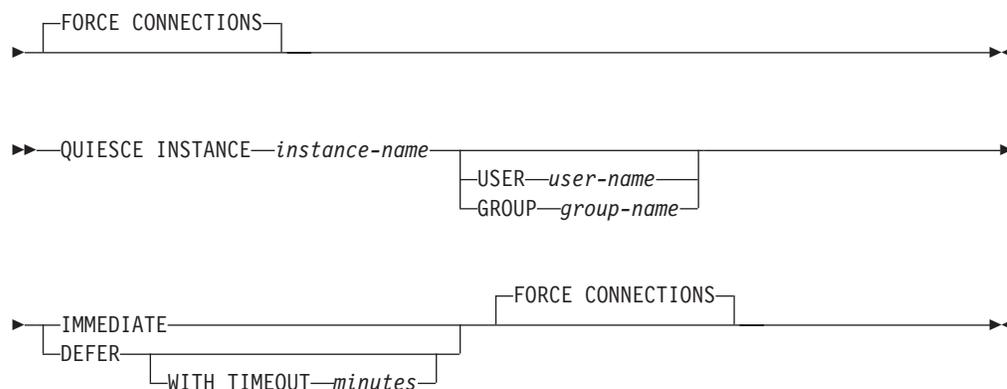 FORCE CONNECTIONS
QUIESCE INSTANCE instance-name
USER user-name
GROUP group-name
FORCE CONNECTIONS
IMMEDIATE
DEFER
WITH TIMEOUT minutes